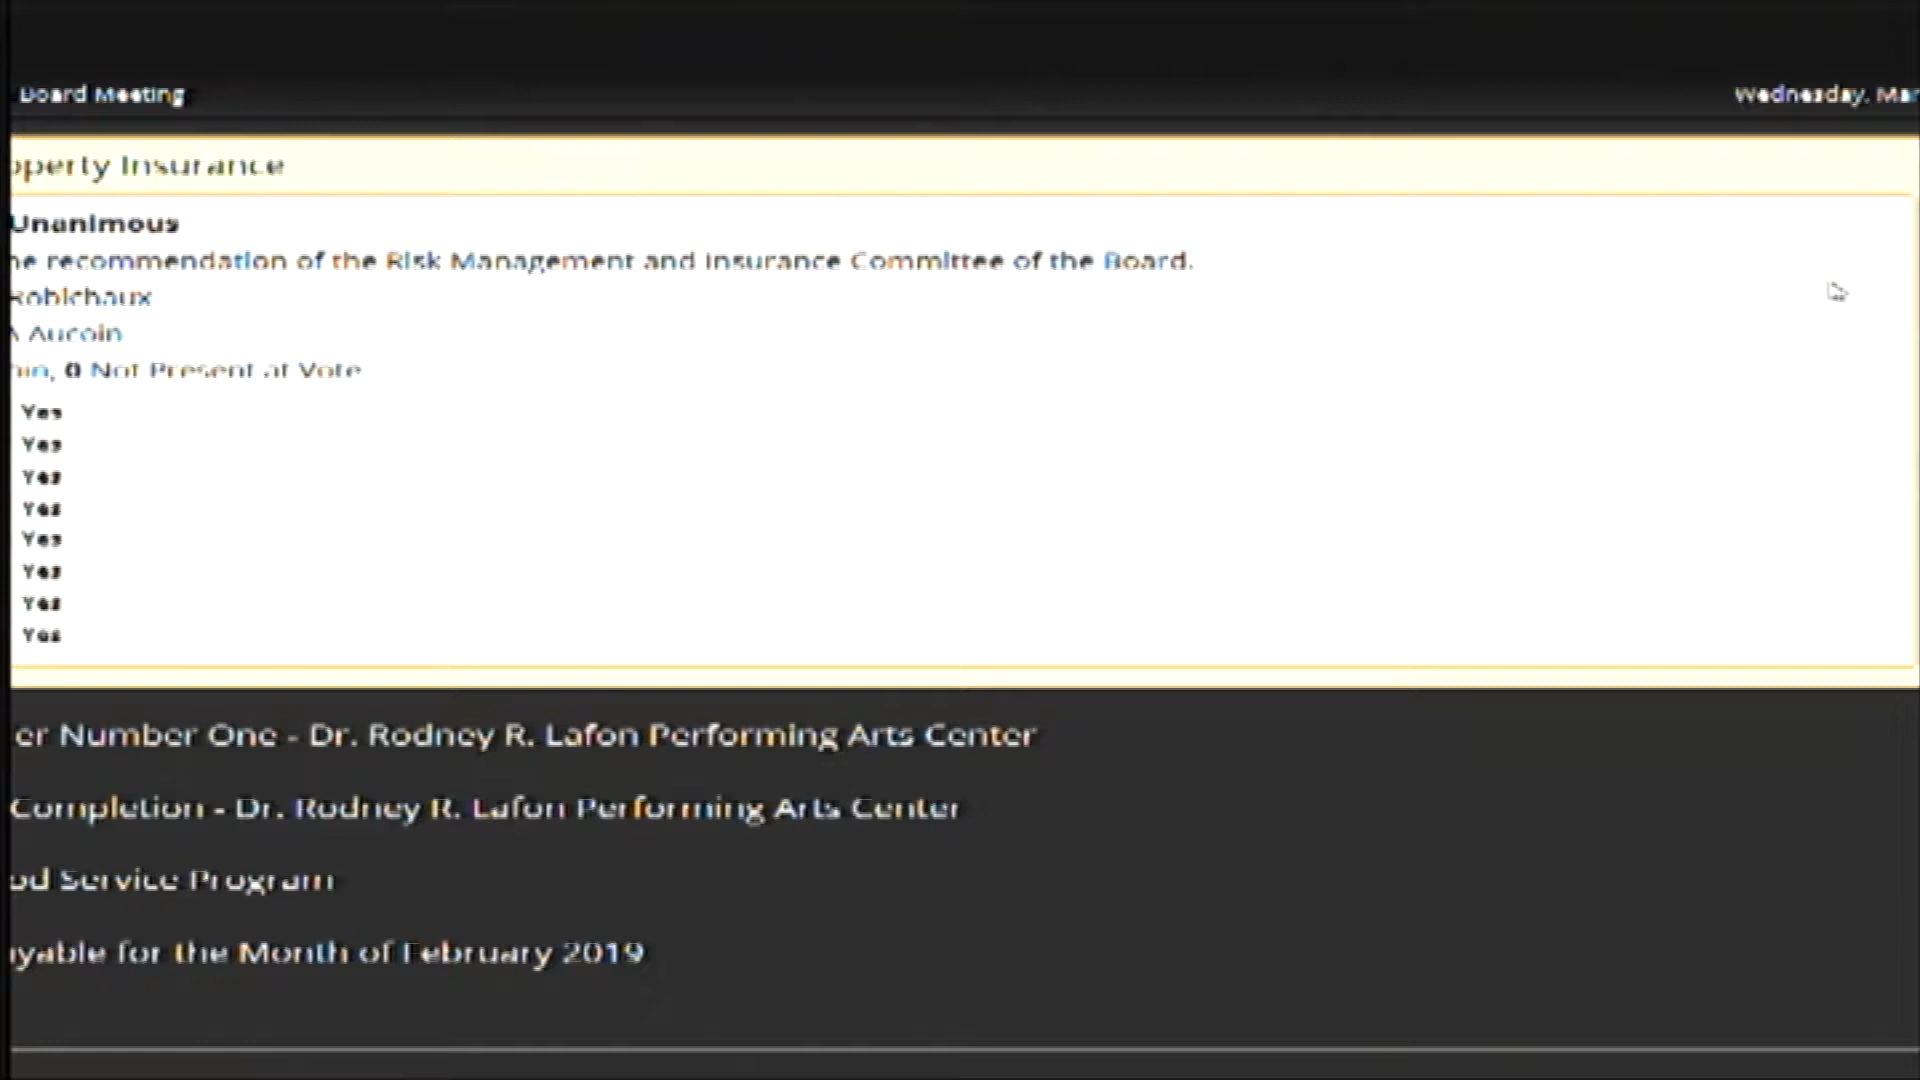 Board Meeting
Wednesday, Mar
operty Insurance
Unanimous
he recommendation of the Risk Management and Insurance Committee of the Board.
Robichaux
A Aucoin
ain, 0 Not Present at Vote
Yes
Yes
Yes
Yes
Yes
Yes
Yes
Yes
er Number One - Dr. Rodney R. Lafon Performing Arts Center
Completion - Dr. Rodney R. Lafon Performing Arts Center
od Service Program
yable for the Month of February 2019